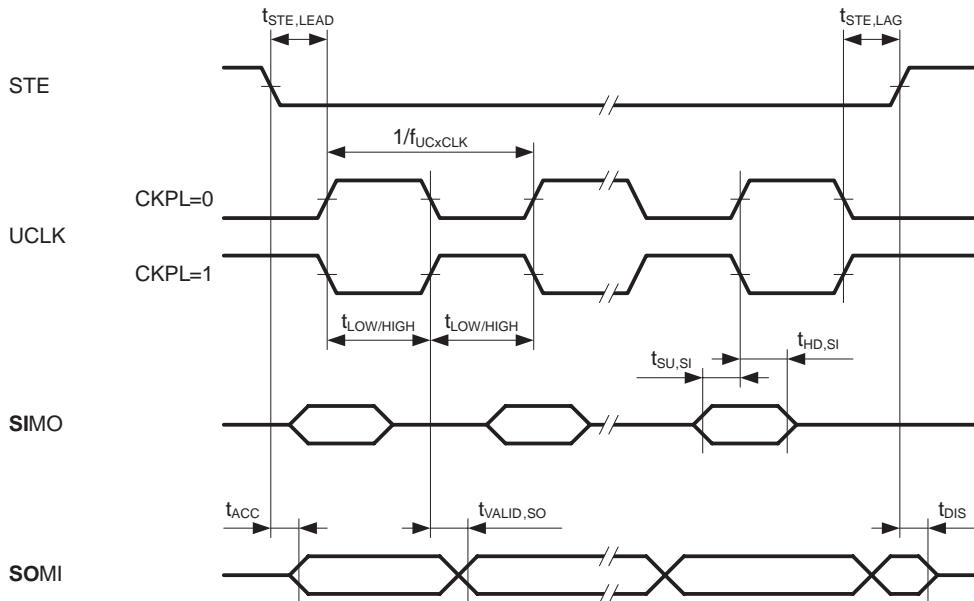 tSTE,LEAD
tSTE,LAG
STE
1/fUCxCLK
CKPL=0
UCLK
CKPL=1
tLOW/HIGH tLOW/HIGH
tHD,SI
tSU,SI
SIMO
tACC
tVALID,SO
tDIS
SOMI